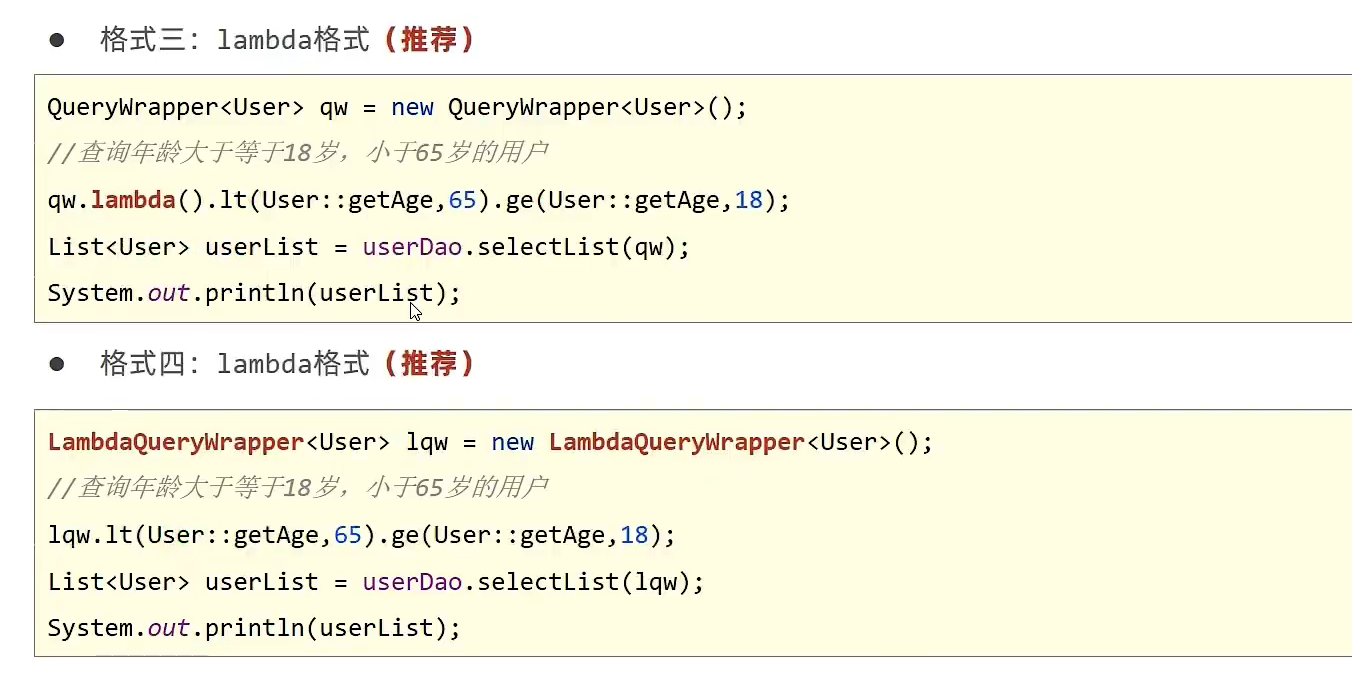 ● 格式三：lambda格式（推荐）
QueryWrapper<User> qw = new QueryWrapper<User>();
//查询年龄大于等于18岁，小于65岁的用户
qw.lambda().lt(User::getAge,65).ge(User::getAge,18);
List<User> userList = userDao.selectList(qw);
System.out.println(userList);
● 格式四：lambda格式（推荐）
LambdaQueryWrapper<User> lqw = new LambdaQueryWrapper<User>();
//查询年龄大于等于18岁，小于65岁的用户
lqw.lt(User::getAge,65).ge(User::getAge,18);
List<User> userList = userDao.selectList(lqw);
System.out.println(userList);